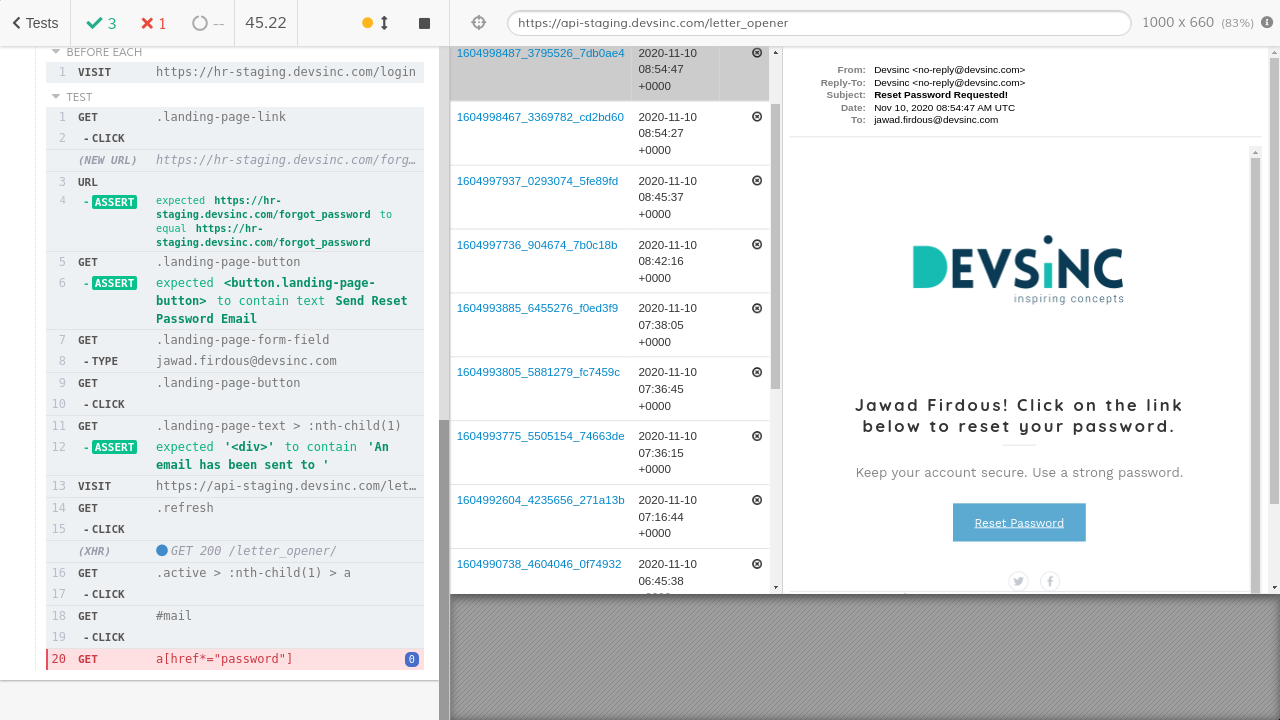 Tests
3
1
--
45.22
https://api-staging.devsinc.com/letter_opener
1000 x 660 (83%)
BEFORE EACH
1 VISIT https://hr-staging.devsinc.com/login
TEST
1 GET .landing-page-link
2 - CLICK
(NEW URL) https://hr-staging.devsinc.com/forg…
3 URL
4 - ASSERT expected https://hr-
staging.devsinc.com/forgot_password to
equal https://hr-
staging.devsinc.com/forgot_password
5 GET .landing-page-button
6 - ASSERT expected <button.landing-page-
button> to contain text Send Reset
Password Email
7 GET .landing-page-form-field
8 - TYPE jawad.firdous@devsinc.com
9 GET .landing-page-button
10 - CLICK
11 GET .landing-page-text > :nth-child(1)
12 - ASSERT expected '<div>' to contain 'An
email has been sent to '
13 VISIT https://api-staging.devsinc.com/let…
14 GET .refresh
15 - CLICK
(XHR) GET 200 /letter_opener/
16 GET .active > :nth-child(1) > a
17 - CLICK
18 GET #mail
19 - CLICK
20 GET a[href*="password"] 0
1604998487_3795526_7db0ae4 2020-11-10
08:54:47
+0000
1604998467_3369782_cd2bd60 2020-11-10
08:54:27
+0000
1604997937_0293074_5fe89fd 2020-11-10
08:45:37
+0000
1604997736_904674_7b0c18b 2020-11-10
08:42:16
+0000
1604993885_6455276_f0ed3f9 2020-11-10
07:38:05
+0000
1604993805_5881279_fc7459c 2020-11-10
07:36:45
+0000
1604993775_5505154_74663de 2020-11-10
07:36:15
+0000
1604992604_4235656_271a13b 2020-11-10
07:16:44
+0000
1604990738_4604046_0f74932 2020-11-10
06:45:38
From: Devsinc <no-reply@devsinc.com>
Reply-To: Devsinc <no-reply@devsinc.com>
Subject: Reset Password Requested!
Date: Nov 10, 2020 08:54:47 AM UTC
To: jawad.firdous@devsinc.com
DEVSiNC
inspiring concepts
Jawad Firdous! Click on the link
below to reset your password.
Keep your account secure. Use a strong password.
Reset Password